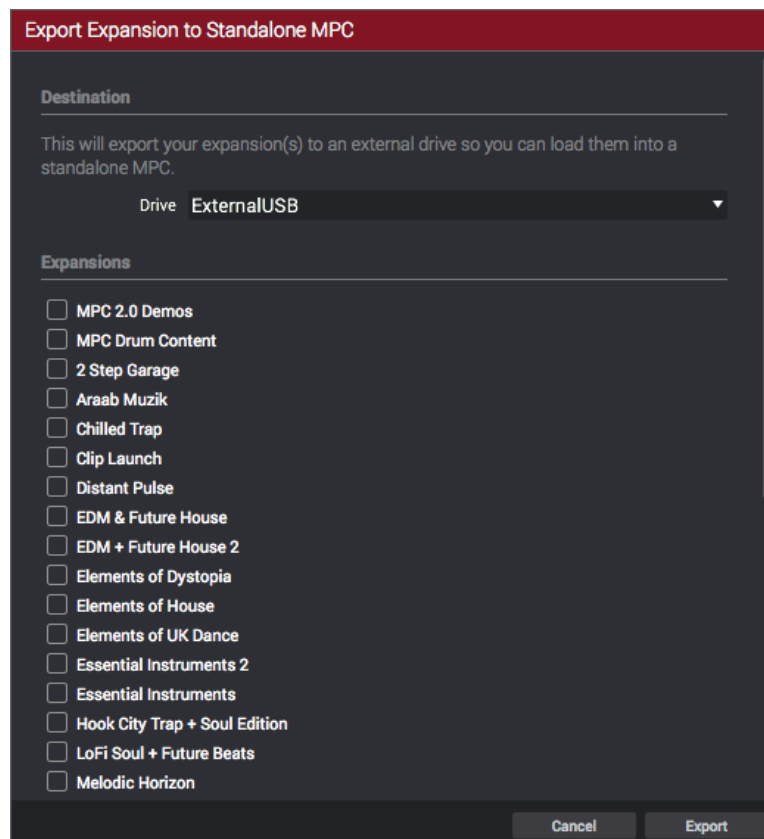 Export Expansion to Standalone MPC
Destination
This will export your expansion(s) to an external drive so you can load them into a
standalone MPC.
Drive ExternalUSB
Expansions
MPC 2.0 Demos
MPC Drum Content
2 Step Garage
Araab Muzik
Chilled Trap
Clip Launch
Distant Pulse
EDM & Future House
EDM + Future House 2
Elements of Dystopia
Elements of House
Elements of UK Dance
Essential Instruments 2
Essential Instruments
Hook City Trap + Soul Edition
LoFi Soul + Future Beats
Melodic Horizon
Cancel Export